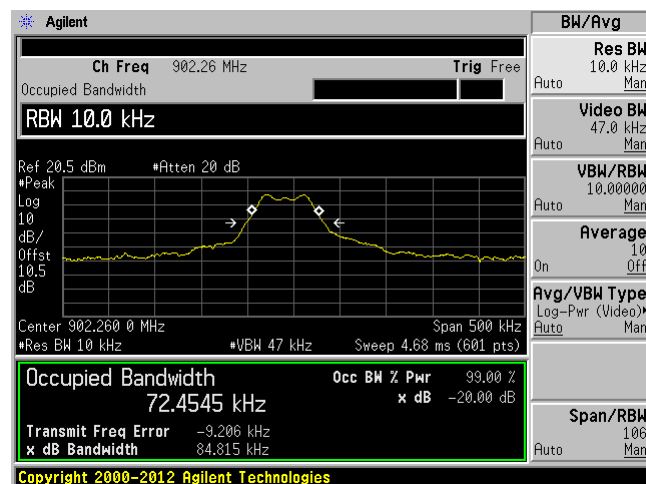 Agilent
BW/Avg
Ch Freq 902.26 MHz Trig Free
Occupied Bandwidth
RBW 10.0 kHz
Ref 20.5 dBm #Atten 20 dB
#Peak
Log
10
dB/
Offst
10.5
dB
Center 902.260 0 MHz Span 500 kHz
#Res BW 10 kHz #VBW 47 kHz Sweep 4.68 ms (601 pts)
Occupied Bandwidth Occ BW % Pwr 99.00 %
72.4545 kHz x dB -20.00 dB
Transmit Freq Error -9.206 kHz
x dB Bandwidth 84.815 kHz
Copyright 2000-2012 Agilent Technologies
Res BW
10.0 kHz
Auto Man
Video BW
47.0 kHz
Auto Man
VBW/RBW
10.00000
Auto Man
Average
10
On Off
Avg/VBW Type
Log-Pwr (Video)
Auto Man
Span/RBW
106
Auto Man